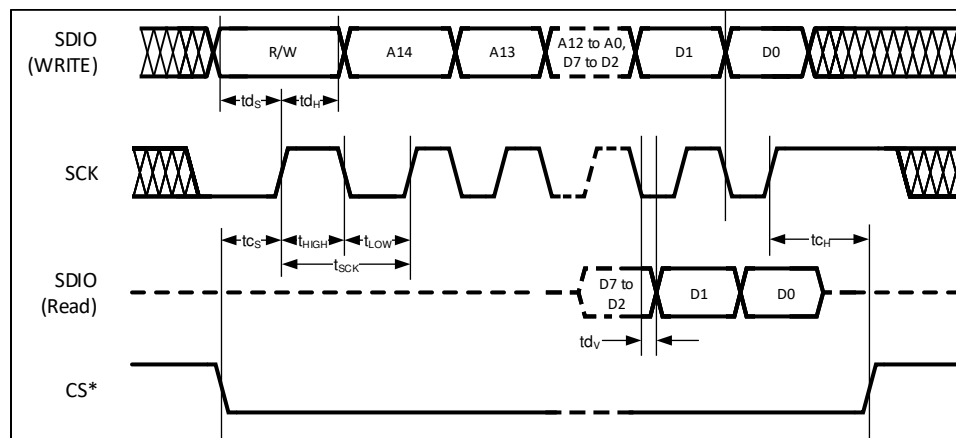 SDIO
(WRITE)
R/W
A14
A13
A12 to A0,
D7 to D2
D1
D0
tdS
tdH
SCK
tcS
tHIGH
tLOW
tcH
tSCK
SDIO
(Read)
D7 to
D2
D1
D0
tdV
CS*